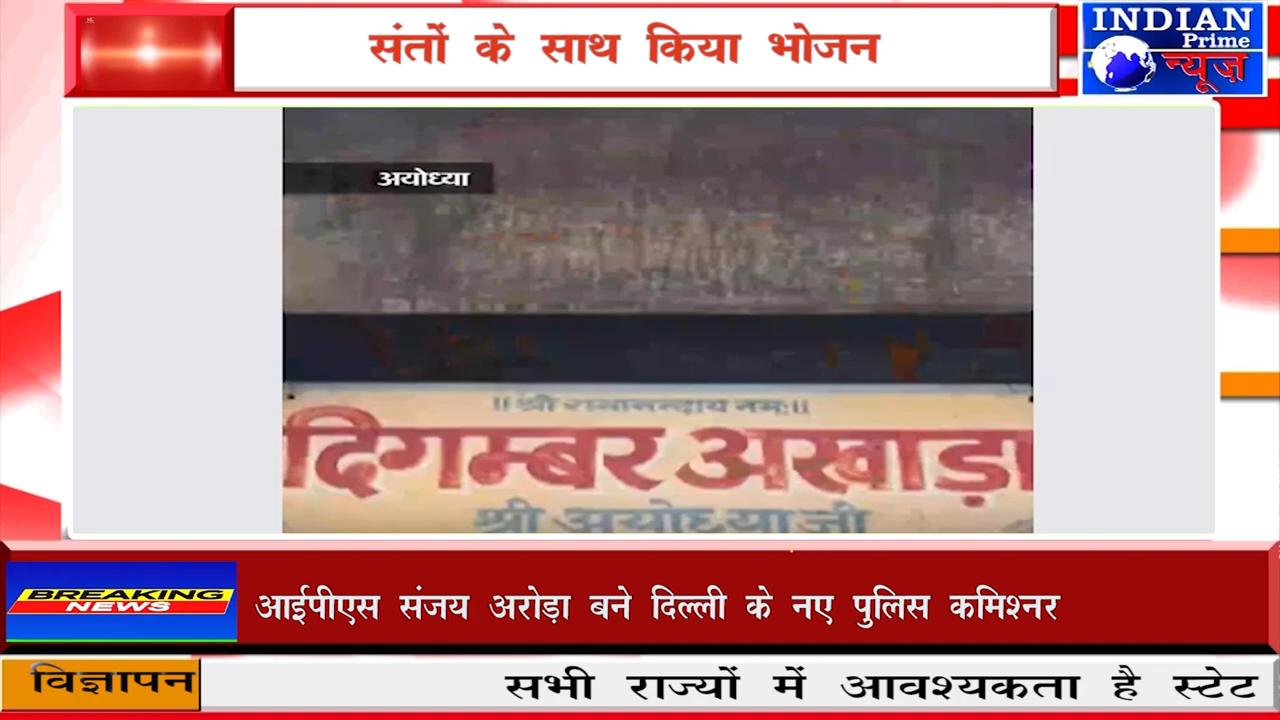 संतों के साथ किया भोजन
INDIAN
Prime
न्यूज़
अयोध्या
॥ श्री रामानन्दाय नमः॥
दिगम्बर अखाड़ा
श्री अयोध्या जी
BREAKING
NEWS
आईपीएस संजय अरोड़ा बने दिल्ली के नए पुलिस कमिश्नर
विज्ञापन
सभी राज्यों में आवश्यकता है स्टेट